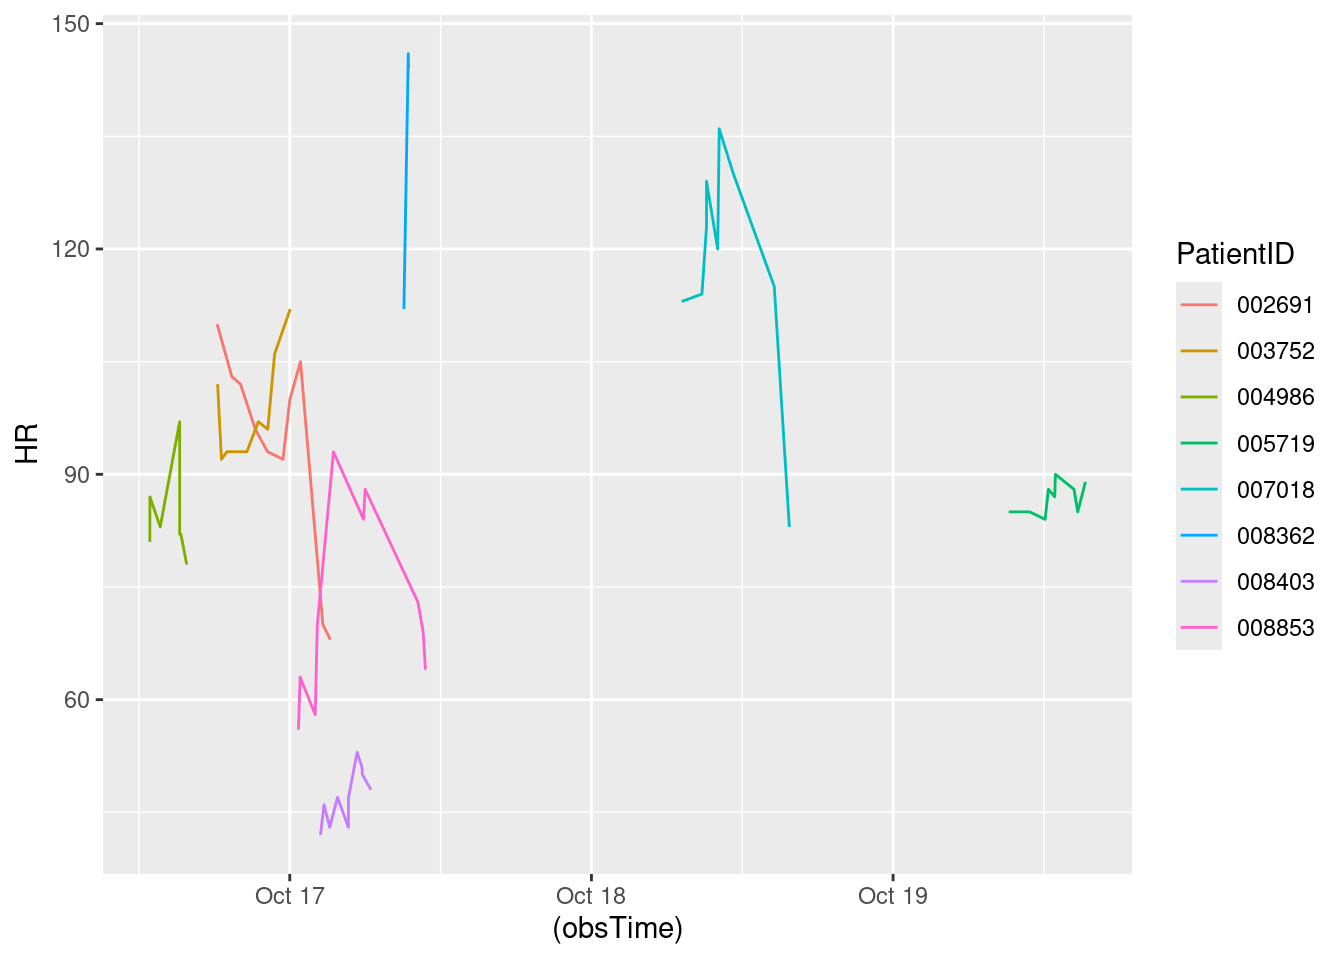 150
120
90
60
HR
Oct 17
Oct 18
Oct 19
(obsTime)
PatientID
002691
003752
004986
005719
007018
008362
008403
008853